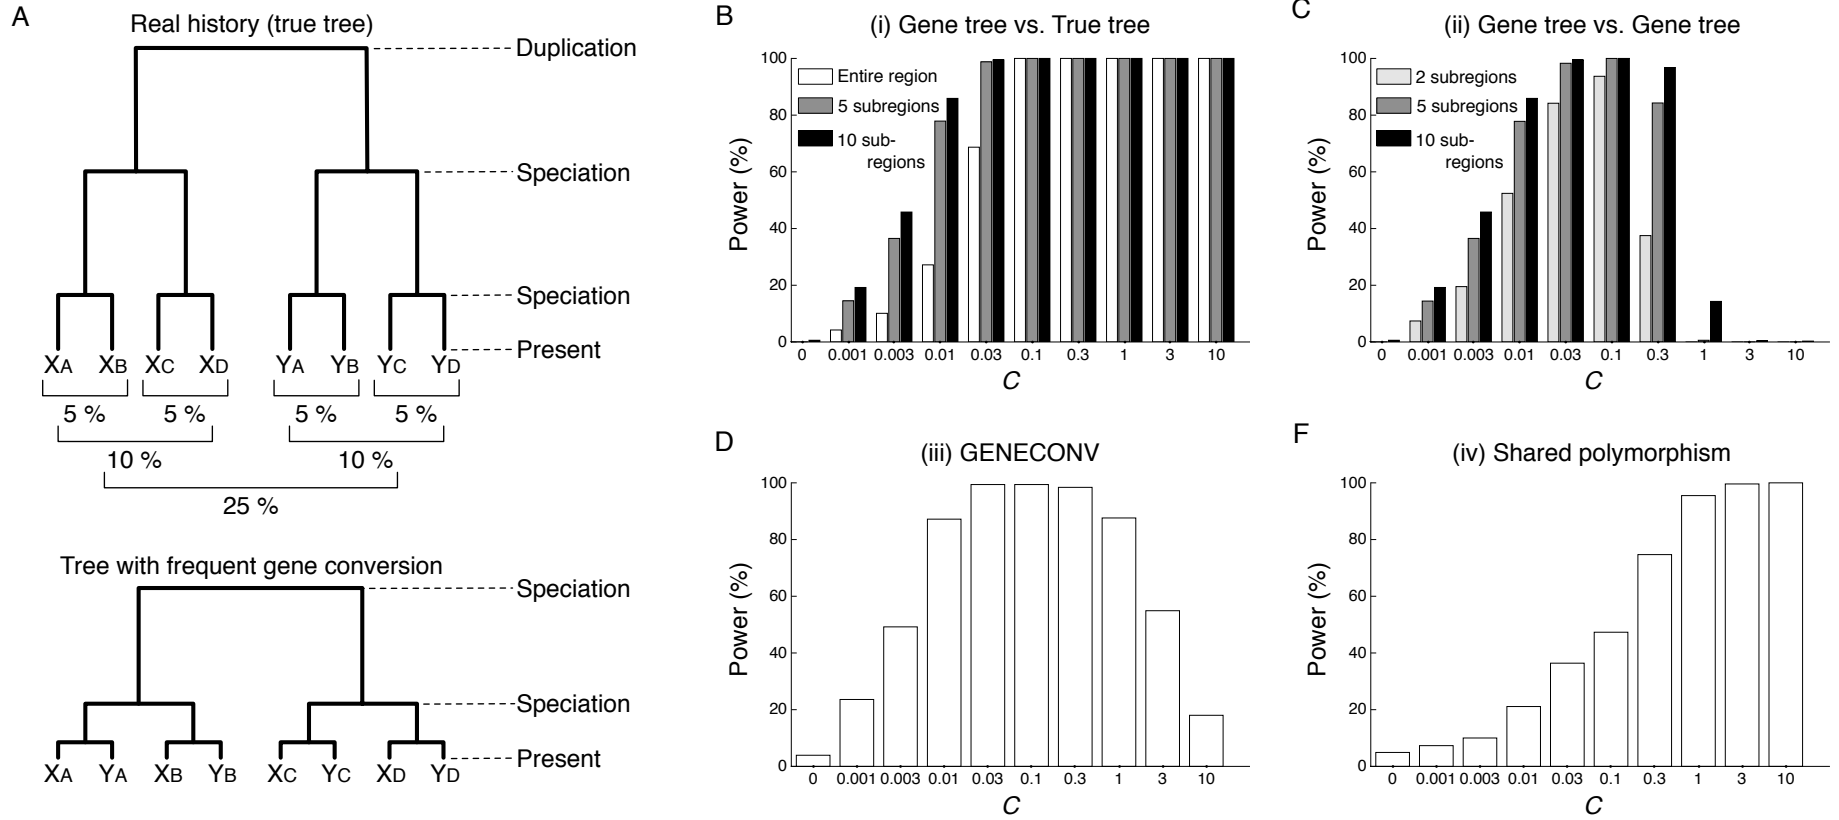 A
Real history (true tree)
Duplication
Speciation
Speciation
Present
XA XB XC XD YA YB YC YD
5 % 5 % 5 % 5 %
10 % 10 %
25 %
Tree with frequent gene conversion
Speciation
Speciation
Present
XA YA XB YB XC YC XD YD
B
(i) Gene tree vs. True tree
Entire region
5 subregions
10 sub-
regions
Power (%)
100
80
60
40
20
0
0 0.001 0.003 0.01 0.03 0.1 0.3 1 3 10
C
C
(ii) Gene tree vs. Gene tree
2 subregions
5 subregions
10 sub-
regions
Power (%)
100
80
60
40
20
0
0 0.001 0.003 0.01 0.03 0.1 0.3 1 3 10
C
D
(iii) GENECONV
Power (%)
100
80
60
40
20
0
0 0.001 0.003 0.01 0.03 0.1 0.3 1 3 10
C
F
(iv) Shared polymorphism
Power (%)
100
80
60
40
20
0
0 0.001 0.003 0.01 0.03 0.1 0.3 1 3 10
C